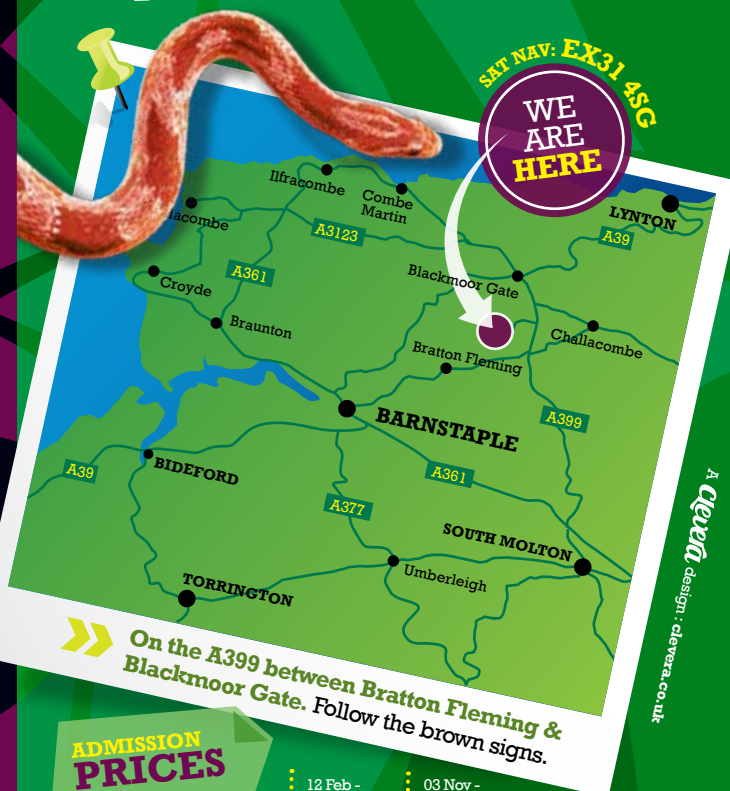 SAT NAV: EX31 4SG
WE
ARE
HERE
Ilfracombe
Combe
Martin
LYNTON
A39
A3123
A361
Blackmoor Gate
Croyde
Braunton
Challacombe
Bratton Fleming
BARNSTAPLE
A399
A39
BIDEFORD
A361
A377
SOUTH MOLTON
Umberleigh
TORRINGTON
On the A399 between Bratton Fleming &
Blackmoor Gate. Follow the brown signs.
A clevera design : clevera.co.uk
ADMISSION
PRICES
12 Feb -
03 Nov -